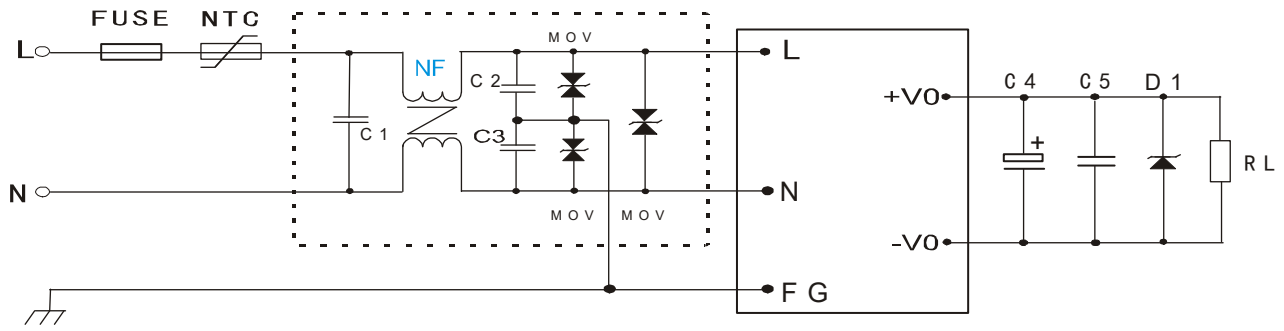 FUSE NTC
L
MOV
NF
C2
L
C4 C5 D1
+V0
C1
C3
+
RL
N
N
MOV MOV
-V0
FG